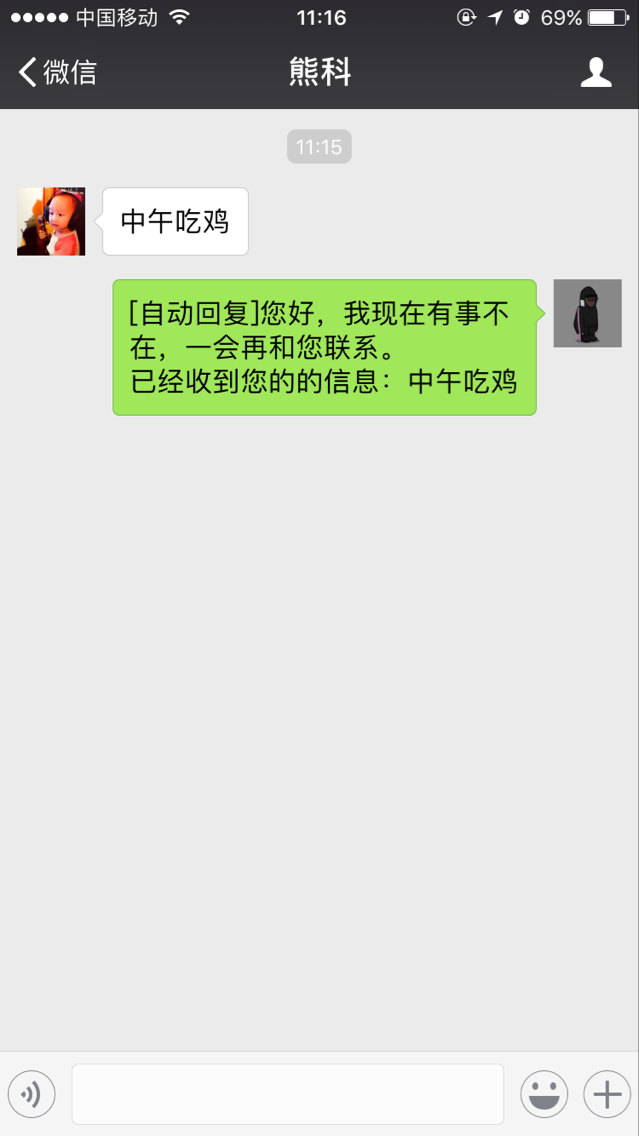 中国移动 11:16 69%
微信 熊科
11:15
中午吃鸡
[自动回复]您好，我现在有事不
在，一会再和您联系。
已经收到您的的信息：中午吃鸡